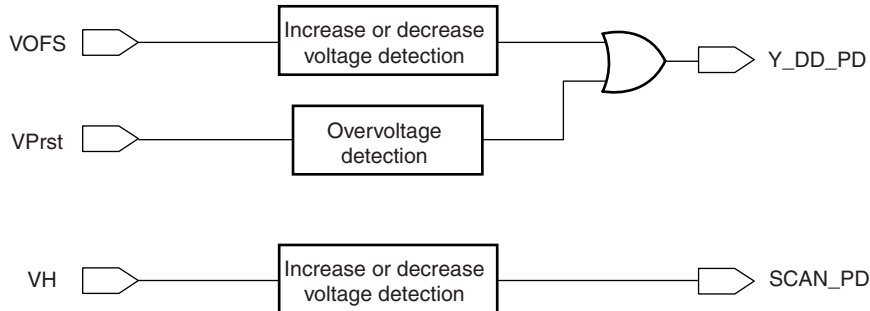 VOFS
Increase or decrease
voltage detection
Y_DD_PD
VPrst
Overvoltage
detection
VH
Increase or decrease
voltage detection
SCAN_PD